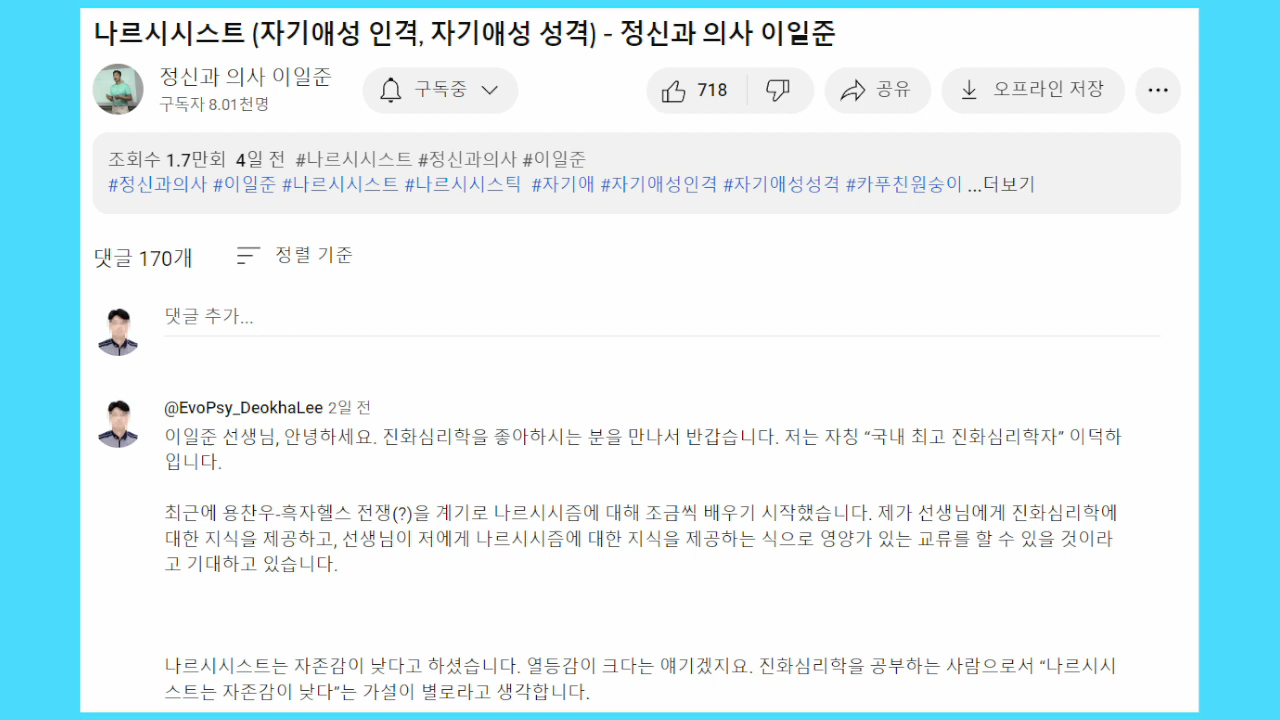 나르시시스트 (자기애성 인격, 자기애성 성격) - 정신과 의사 이일준
정신과 의사 이일준
구독자 8.01천명
구독중
718
공유
오프라인 저장
조회수 1.7만회 4일 전 #나르시시스트 #정신과의사 #이일준
#정신과의사 #이일준 #나르시시스트 #나르시시스틱 #자기애 #자기애성인격 #자기애성성격 #카푸친원숭이 ...더보기
댓글 170개
정렬 기준
댓글 추가...
@EvoPsy_DeokhaLee 2일 전
이일준 선생님, 안녕하세요. 진화심리학을 좋아하시는 분을 만나서 반갑습니다. 저는 자칭 “국내 최고 진화심리학자” 이덕하
입니다.
최근에 용찬우-흑자헬스 전쟁(?)을 계기로 나르시시즘에 대해 조금씩 배우기 시작했습니다. 제가 선생님에게 진화심리학에
대한 지식을 제공하고, 선생님이 저에게 나르시시즘에 대한 지식을 제공하는 식으로 영양가 있는 교류를 할 수 있을 것이라
고 기대하고 있습니다.
나르시시스트는 자존감이 낮다고 하셨습니다. 열등감이 크다는 얘기겠지요. 진화심리학을 공부하는 사람으로서 “나르시시
스트는 자존감이 낮다”는 가설이 별로라고 생각합니다.